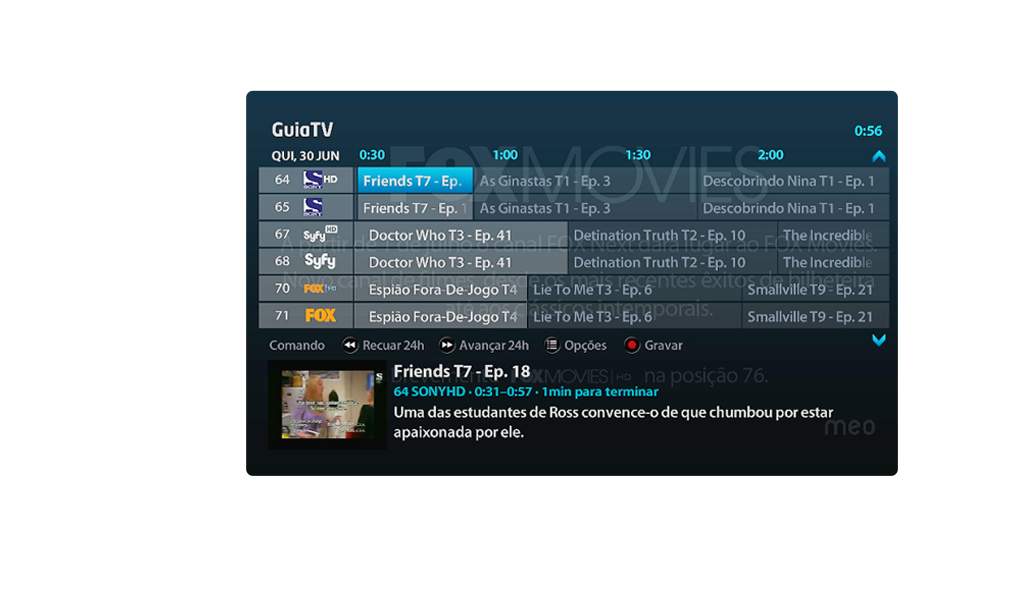 GuiaTV
0:56
QUI, 30 JUN 0:30 1:00 1:30 2:00
FOXMOVIES
64 SONY HD Friends T7 - Ep. As Ginastas T1 - Ep. 3 Descobrindo Nina T1 - Ep. 1
65 SONY Friends T7 - Ep. 1 As Ginastas T1 - Ep. 3 Descobrindo Nina T1 - Ep. 1
67 Syfy HD Doctor Who T3 - Ep. 41 Detination Truth T2 - Ep. 10 The Incredible
A partir de julho o canal FOX Next dará lugar ao FOX Movies.
68 Syfy Doctor Who T3 - Ep. 41 Detination Truth T2 - Ep. 10 The Incredible
Novo canal de filmes, desde os mais recentes êxitos de bilheteira
70 FOX HD Espião Fora-De-Jogo T4 Lie To Me T3 - Ep. 6 Smallville T9 - Ep. 21
até aos clássicos intemporais.
71 FOX Espião Fora-De-Jogo T4 Lie To Me T3 - Ep. 6 Smallville T9 - Ep. 21
Comando Recuar 24h Avançar 24h Opções Gravar
Friends T7 - Ep. 18
Brevemente FOXMOVIES HD na posição 76.
64 SONYHD · 0:31–0:57 · 1min para terminar
Uma das estudantes de Ross convence-o de que chumbou por estar
apaixonada por ele.
meo